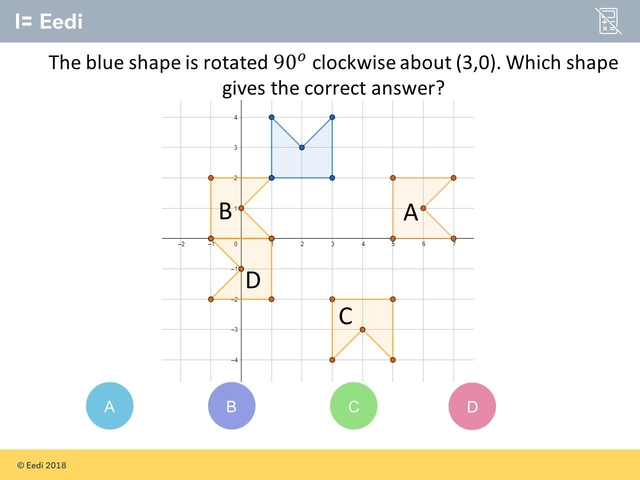 Eedi
The blue shape is rotated 90° clockwise about (3,0). Which shape
gives the correct answer?
4
3
2
B 1 A
-2 -1 0 1 2 3 4 5 6 7
-1
D
-2
C
-3
-4
A B C D
© Eedi 2018